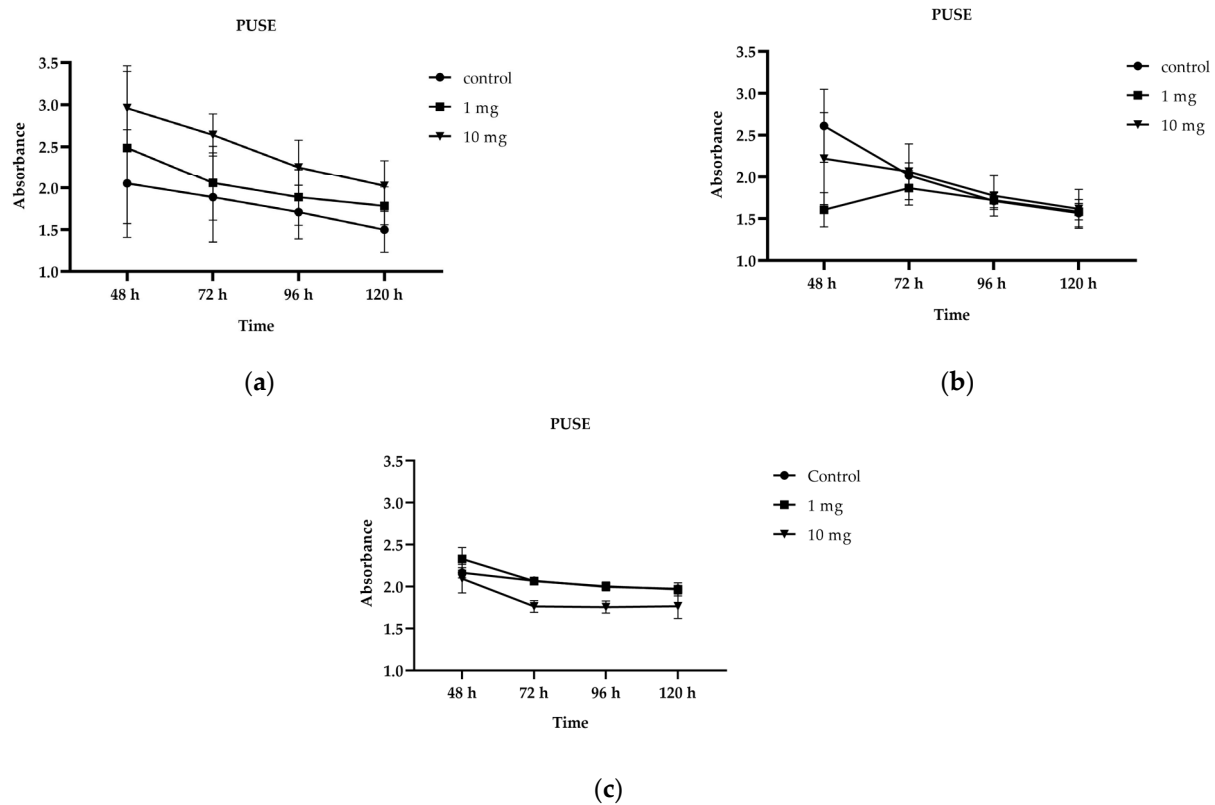 PUSE
3.5
3.0
2.5
2.0
1.5
1.0
Absorbance
48 h 72 h 96 h 120 h
Time
control
1 mg
10 mg
(a)
PUSE
3.5
3.0
2.5
2.0
1.5
1.0
Absorbance
48 h 72 h 96 h 120 h
Time
control
1 mg
10 mg
(b)
PUSE
3.5
3.0
2.5
2.0
1.5
1.0
Absorbance
48 h 72 h 96 h 120 h
Time
Control
1 mg
10 mg
(c)